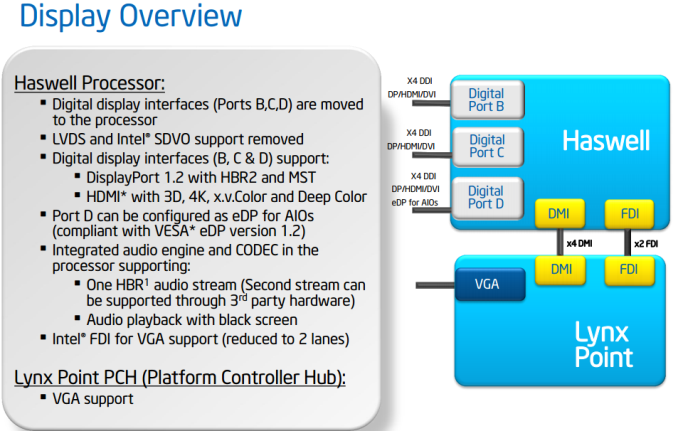 Display Overview
Haswell Processor:
▪ Digital display interfaces (Ports B,C,D) are moved
to the processor
▪ LVDS and Intel® SDVO support removed
▪ Digital display interfaces (B, C & D) support:
▪ DisplayPort 1.2 with HBR2 and MST
▪ HDMI* with 3D, 4K, x.v.Color and Deep Color
▪ Port D can be configured as eDP for AIOs
(compliant with VESA* eDP version 1.2)
▪ Integrated audio engine and CODEC in the
processor supporting:
▪ One HBR¹ audio stream (Second stream can
be supported through 3rd party hardware)
▪ Audio playback with black screen
▪ Intel® FDI for VGA support (reduced to 2 lanes)
Lynx Point PCH (Platform Controller Hub):
▪ VGA support
X4 DDI
DP/HDMI/DVI
Digital
Port B
X4 DDI
DP/HDMI/DVI
Digital
Port C
X4 DDI
DP/HDMI/DVI
eDP for AIOs
Digital
Port D
Haswell
DMI
FDI
x4 DMI
x2 FDI
DMI
FDI
VGA
Lynx
Point